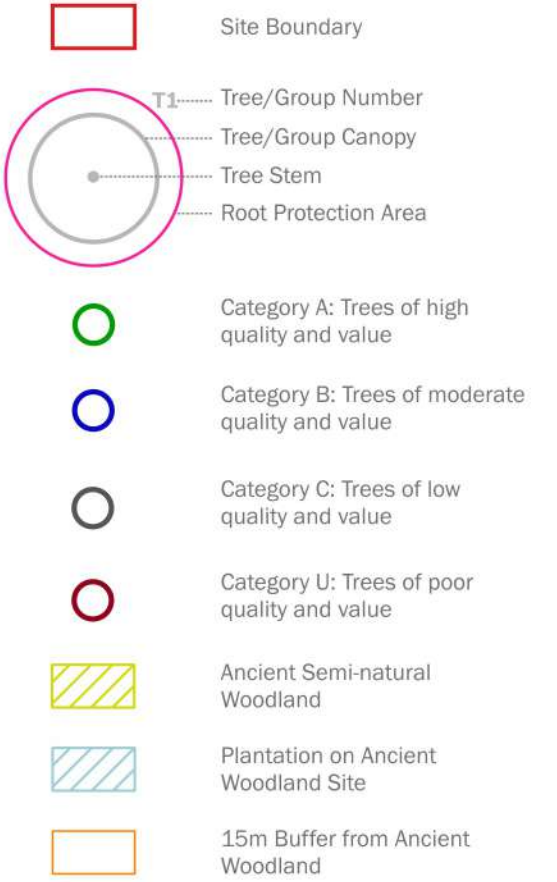 Site Boundary
T1
Tree/Group Number
Tree/Group Canopy
Tree Stem
Root Protection Area
Category A: Trees of high
quality and value
Category B: Trees of moderate
quality and value
Category C: Trees of low
quality and value
Category U: Trees of poor
quality and value
Ancient Semi-natural
Woodland
Plantation on Ancient
Woodland Site
15m Buffer from Ancient
Woodland